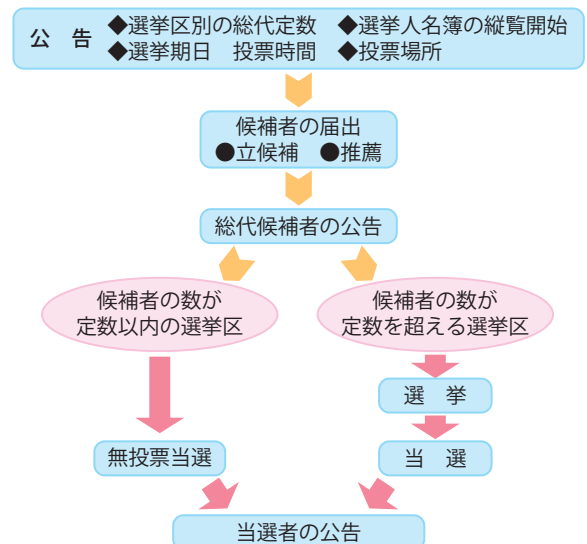 公　告
◆選挙区別の総代定数　◆選挙人名簿の縦覧開始
◆選挙期日　投票時間　◆投票場所
候補者の届出
●立候補　●推薦
総代候補者の公告
候補者の数が
定数以内の選挙区
候補者の数が
定数を超える選挙区
選　挙
無投票当選
当　選
当選者の公告